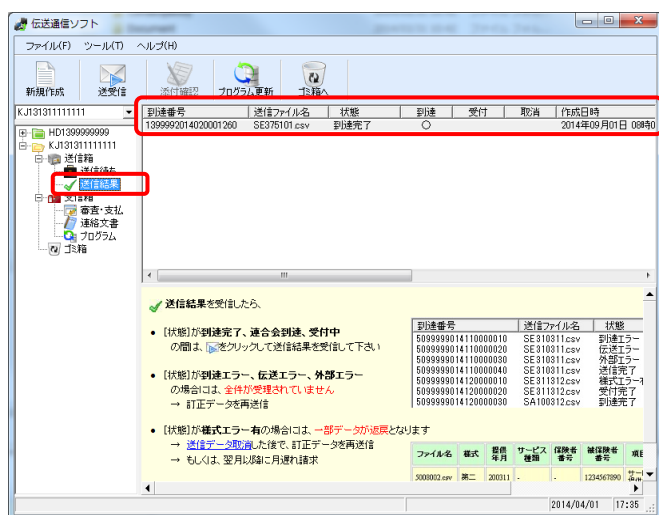 伝送通信ソフト
ファイル(F) ツール(T) ヘルプ(H)
新規作成 送受信 添付確認 プログラム更新 ゴミ箱へ
KJ131311111111
到達番号 送信ファイル名 状態 到達 受付 取消 作成日時
1399992014020001260 SE375101.csv 到達完了 ○ 2014年09月01日 08時0
HD1399999999
KJ131311111111
送信箱
送信待ち
送信結果
受信箱
審査・支払
連絡文書
プログラム
ゴミ箱
送信結果を受信したら、
• [状態]が到達完了、連合会到達、受付中
の間は、をクリックして送信結果を受信して下さい
• [状態]が到達エラー、伝送エラー、外部エラー
の場合には、全件が受理されていません
→ 訂正データを再送信
• [状態]が様式エラー有の場合には、一部データが返戻となります
→ 送信データ取消した後で、訂正データを再送信
→ もしくは、翌月以降に月遅れ請求
到達番号 送信ファイル名 状態
5099999014110000010 SE310311.csv 到達エラー
5099999014110000020 SE310311.csv 伝送エラー
5099999014110000030 SE310311.csv 外部エラー
5099999014110000040 SE310311.csv 送信完了
5099999014120000010 SE311312.csv 様式エラー
5099999014120000020 SE311312.csv 受付完了
5099999014120000030 SA100312.csv 到達完了
ファイル名 様式 提供年月 サービス種類 保険者番号 被保険者番号 項目
5008002.csv 第二 200311 - - 1234567890
2014/04/01 17:35